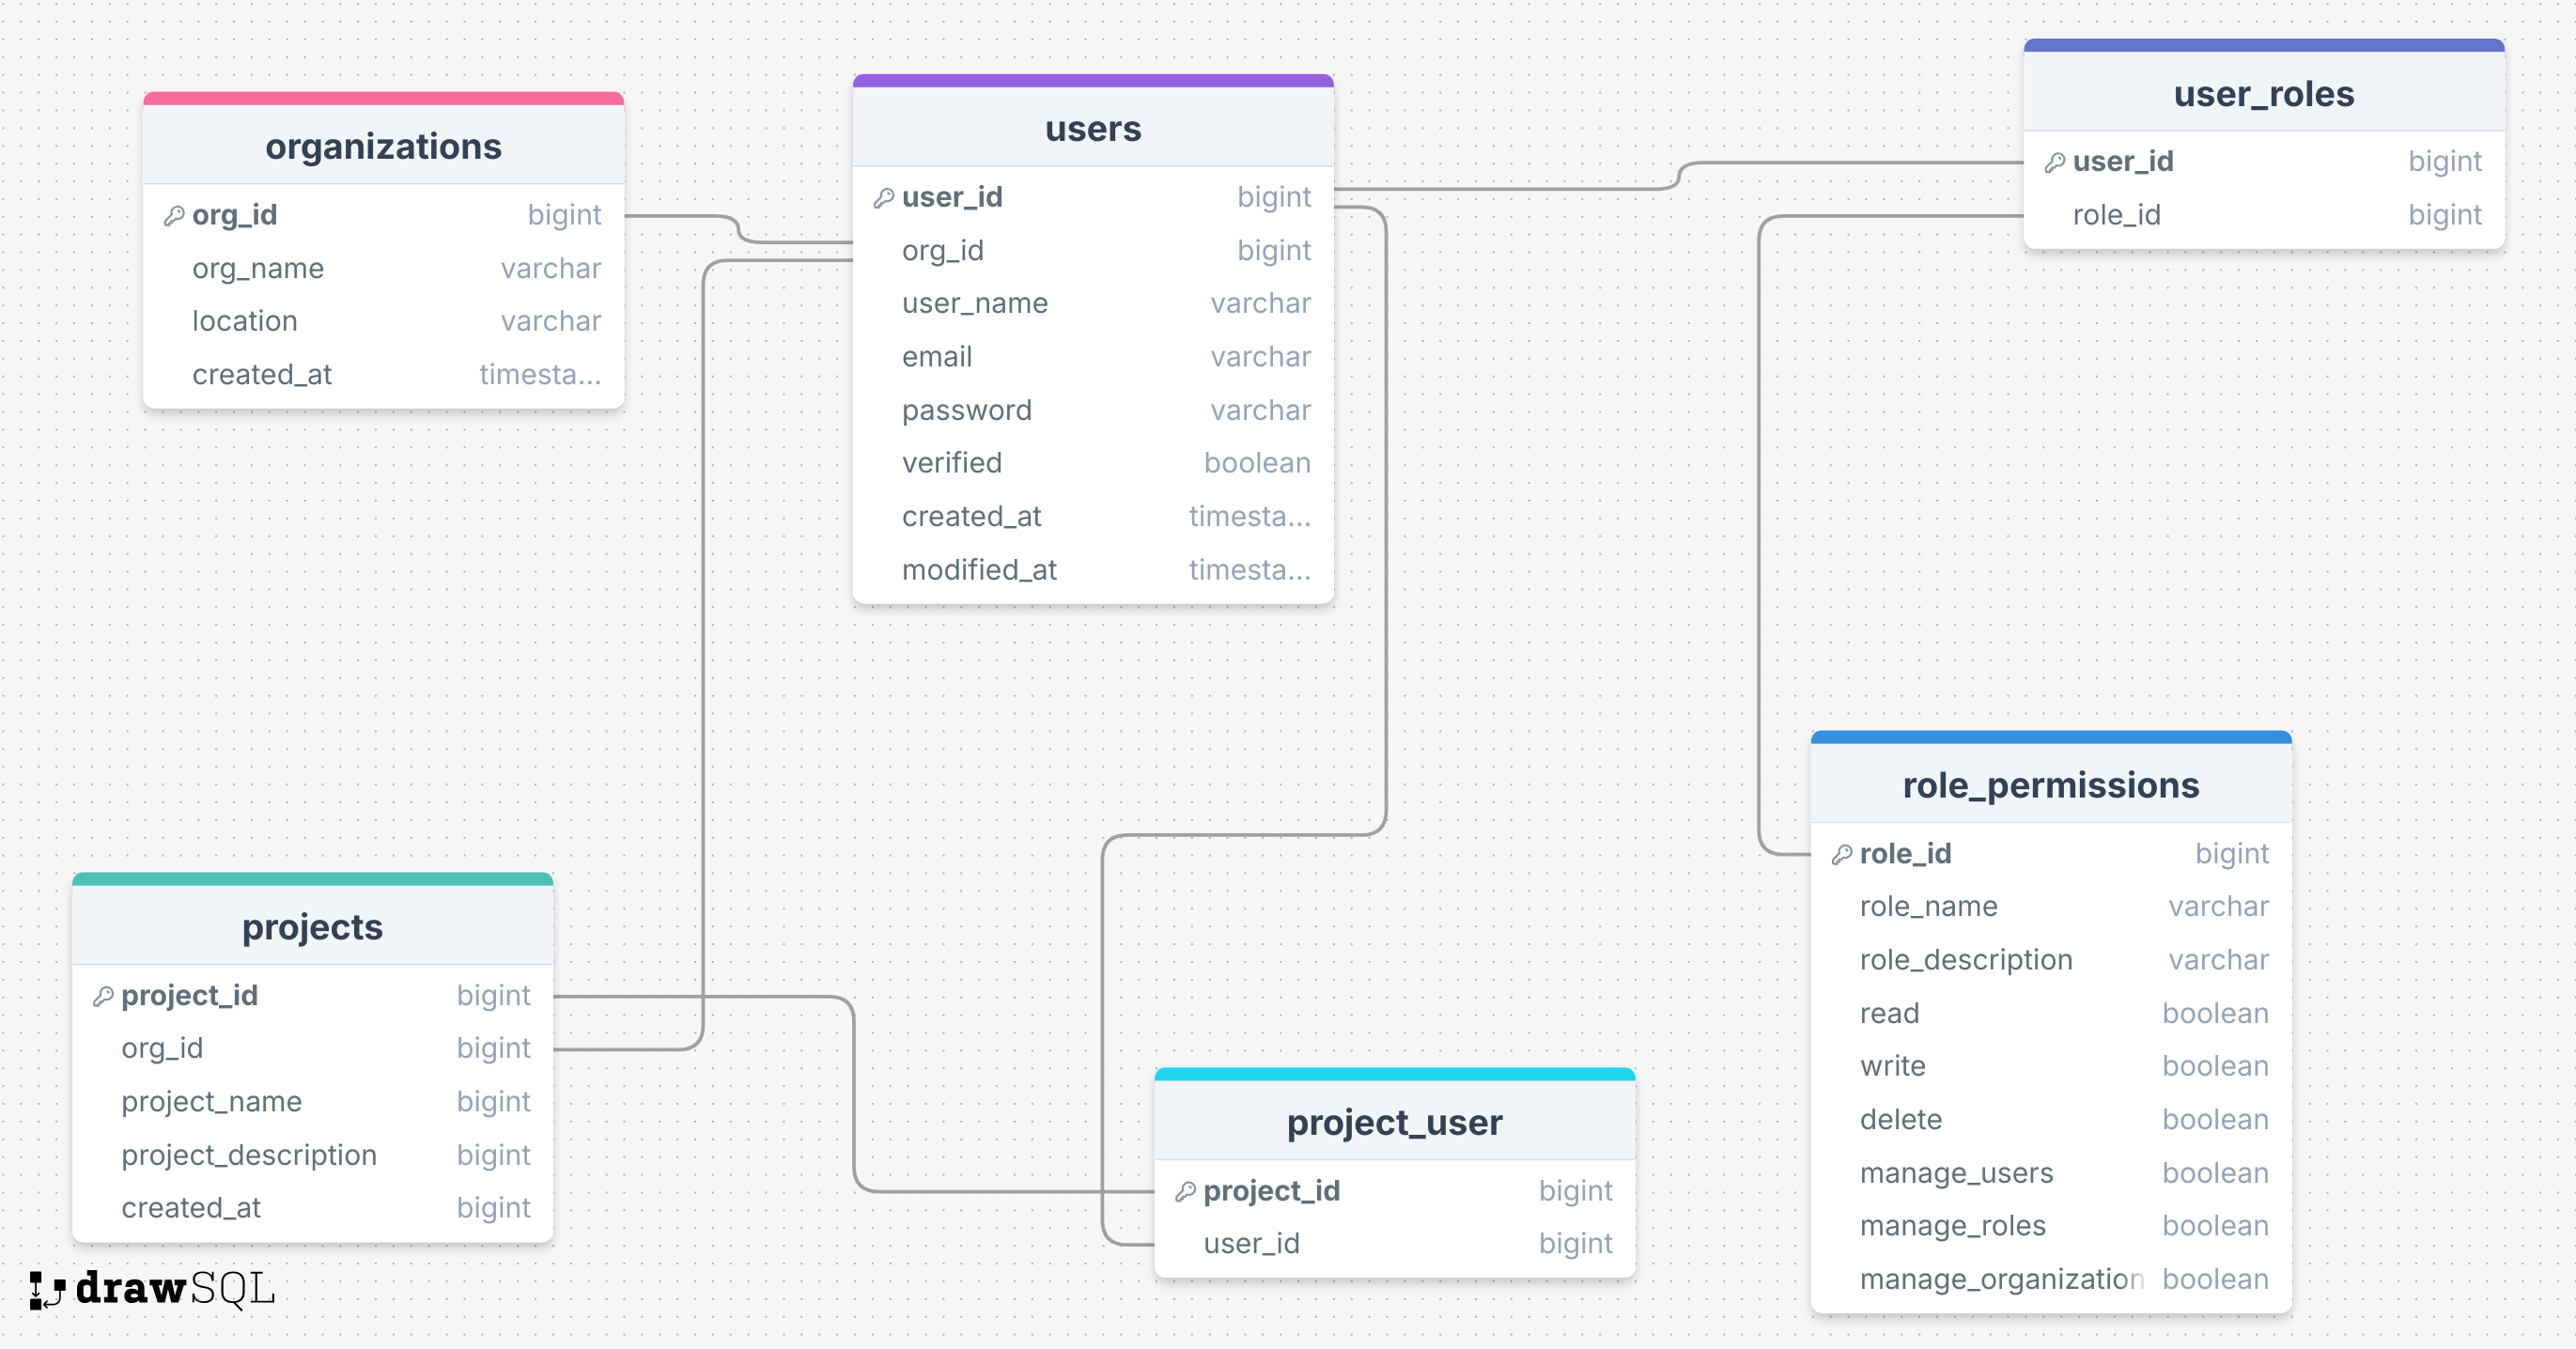 organizations
org_id bigint
org_name varchar
location varchar
created_at timesta...
users
user_id bigint
org_id bigint
user_name varchar
email varchar
password varchar
verified boolean
created_at timesta...
modified_at timesta...
user_roles
user_id bigint
role_id bigint
projects
project_id bigint
org_id bigint
project_name bigint
project_description bigint
created_at bigint
project_user
project_id bigint
user_id bigint
role_permissions
role_id bigint
role_name varchar
role_description varchar
read boolean
write boolean
delete boolean
manage_users boolean
manage_roles boolean
manage_organization boolean
drawSQL